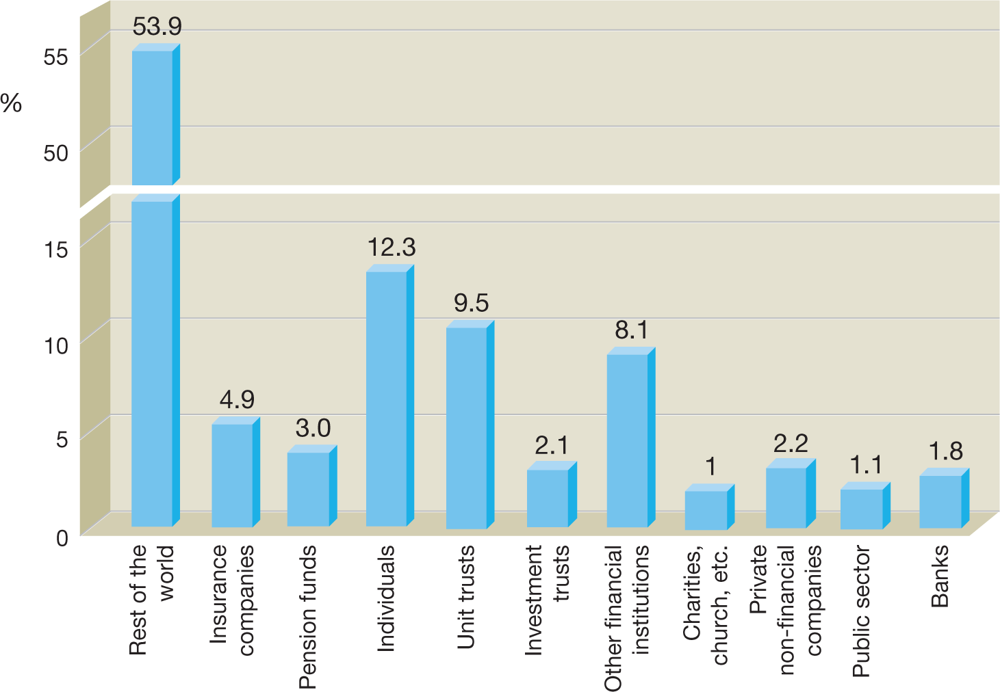 %
55
50
15
10
5
0
53.9
4.9
3.0
12.3
9.5
2.1
8.1
1
2.2
1.1
1.8
Rest of the
world
Insurance
companies
Pension funds
Individuals
Unit trusts
Investment
trusts
Other financial
institutions
Charities,
church, etc.
Private
non-financial
companies
Public sector
Banks